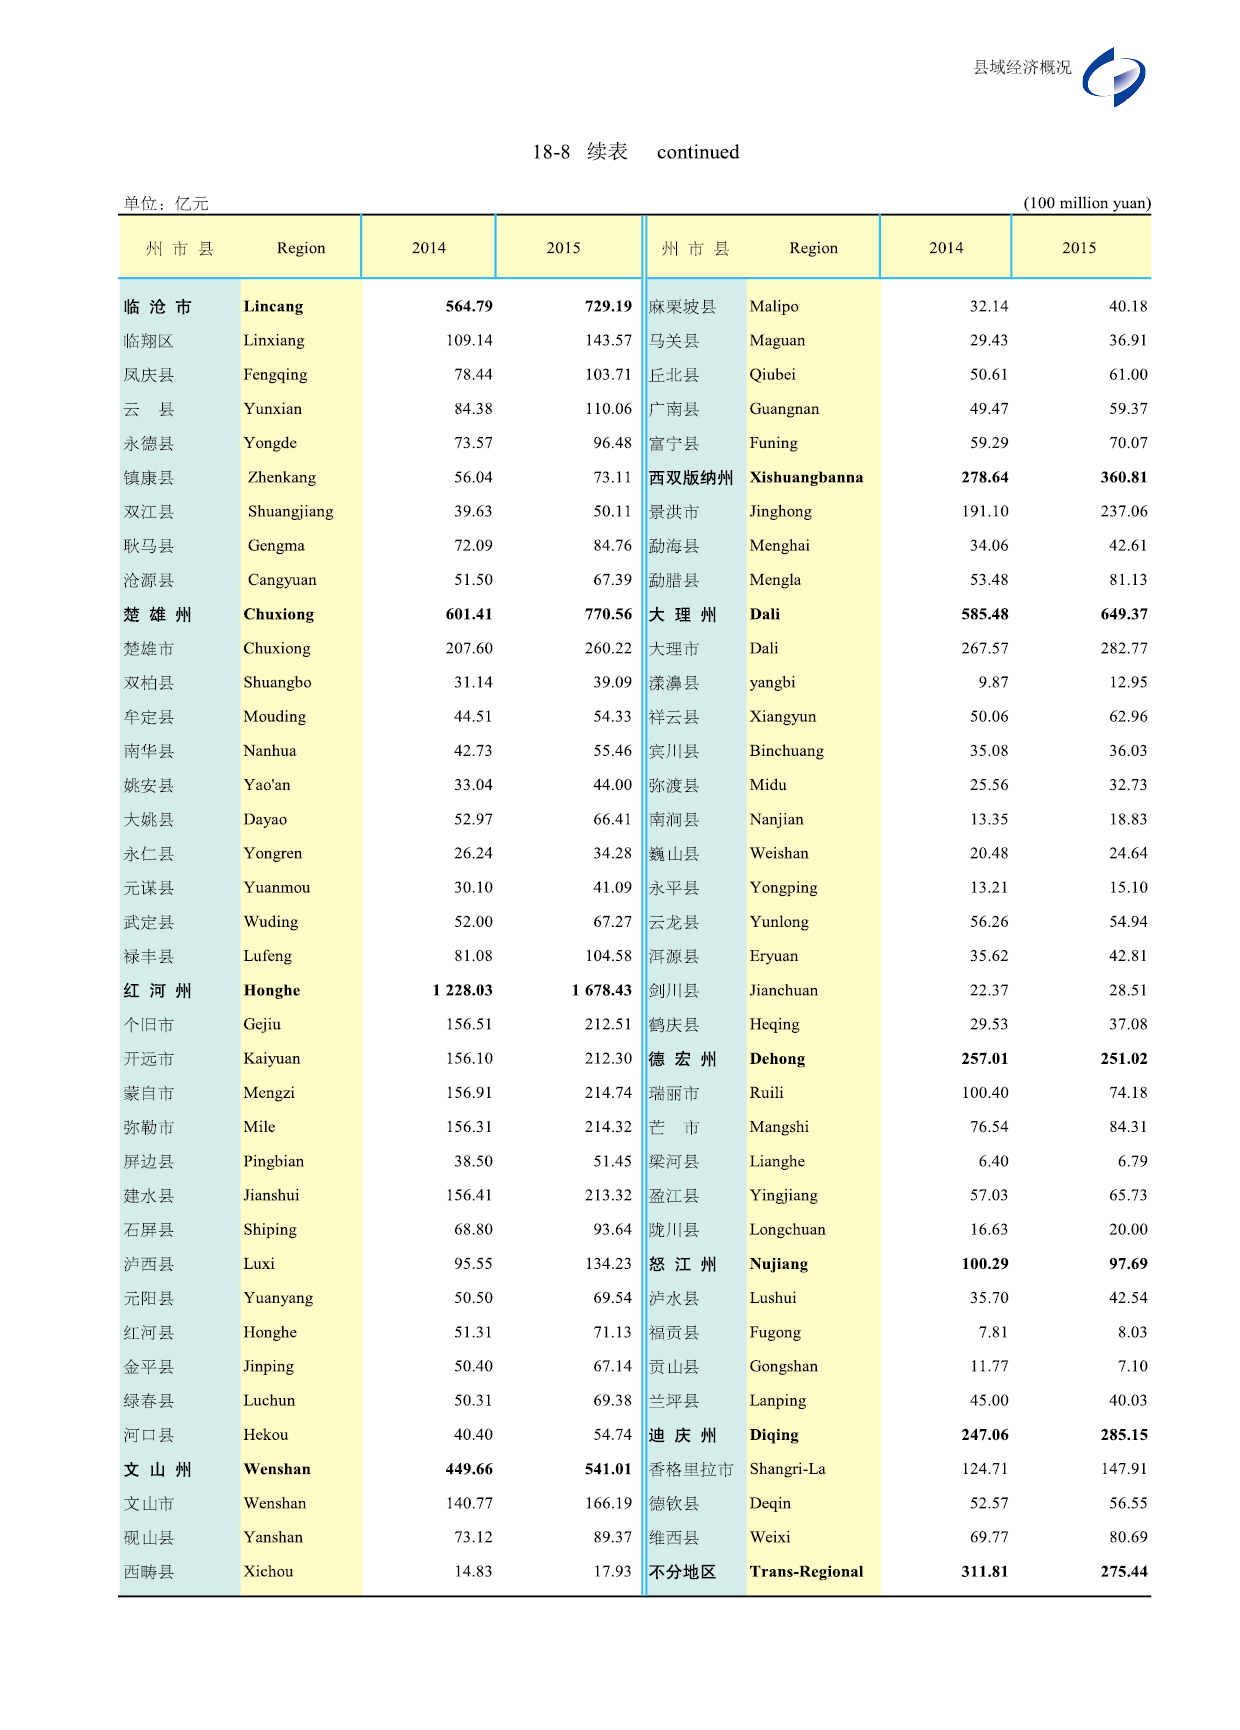 县域经济概况
18-8 续表 continued
单位：亿元 (100 million yuan)
州 市 县 Region 2014 2015 州 市 县 Region 2014 2015
临 沧 市 Lincang 564.79 729.19 麻栗坡县 Malipo 32.14 40.18
临翔区 Linxiang 109.14 143.57 马关县 Maguan 29.43 36.91
凤庆县 Fengqing 78.44 103.71 丘北县 Qiubei 50.61 61.00
云 县 Yunxian 84.38 110.06 广南县 Guangnan 49.47 59.37
永德县 Yongde 73.57 96.48 富宁县 Funing 59.29 70.07
镇康县 Zhenkang 56.04 73.11 西双版纳州 Xishuangbanna 278.64 360.81
双江县 Shuangjiang 39.63 50.11 景洪市 Jinghong 191.10 237.06
耿马县 Gengma 72.09 84.76 勐海县 Menghai 34.06 42.61
沧源县 Cangyuan 51.50 67.39 勐腊县 Mengla 53.48 81.13
楚 雄 州 Chuxiong 601.41 770.56 大 理 州 Dali 585.48 649.37
楚雄市 Chuxiong 207.60 260.22 大理市 Dali 267.57 282.77
双柏县 Shuangbo 31.14 39.09 漾濞县 yangbi 9.87 12.95
牟定县 Mouding 44.51 54.33 祥云县 Xiangyun 50.06 62.96
南华县 Nanhua 42.73 55.46 宾川县 Binchuang 35.08 36.03
姚安县 Yao'an 33.04 44.00 弥渡县 Midu 25.56 32.73
大姚县 Dayao 52.97 66.41 南涧县 Nanjian 13.35 18.83
永仁县 Yongren 26.24 34.28 巍山县 Weishan 20.48 24.64
元谋县 Yuanmou 30.10 41.09 永平县 Yongping 13.21 15.10
武定县 Wuding 52.00 67.27 云龙县 Yunlong 56.26 54.94
禄丰县 Lufeng 81.08 104.58 洱源县 Eryuan 35.62 42.81
红 河 州 Honghe 1 228.03 1 678.43 剑川县 Jianchuan 22.37 28.51
个旧市 Gejiu 156.51 212.51 鹤庆县 Heqing 29.53 37.08
开远市 Kaiyuan 156.10 212.30 德 宏 州 Dehong 257.01 251.02
蒙自市 Mengzi 156.91 214.74 瑞丽市 Ruili 100.40 74.18
弥勒市 Mile 156.31 214.32 芒 市 Mangshi 76.54 84.31
屏边县 Pingbian 38.50 51.45 梁河县 Lianghe 6.40 6.79
建水县 Jianshui 156.41 213.32 盈江县 Yingjiang 57.03 65.73
石屏县 Shiping 68.80 93.64 陇川县 Longchuan 16.63 20.00
泸西县 Luxi 95.55 134.23 怒 江 州 Nujiang 100.29 97.69
元阳县 Yuanyang 50.50 69.54 泸水县 Lushui 35.70 42.54
红河县 Honghe 51.31 71.13 福贡县 Fugong 7.81 8.03
金平县 Jinping 50.40 67.14 贡山县 Gongshan 11.77 7.10
绿春县 Luchun 50.31 69.38 兰坪县 Lanping 45.00 40.03
河口县 Hekou 40.40 54.74 迪 庆 州 Diqing 247.06 285.15
文 山 州 Wenshan 449.66 541.01 香格里拉市 Shangri-La 124.71 147.91
文山市 Wenshan 140.77 166.19 德钦县 Deqin 52.57 56.55
砚山县 Yanshan 73.12 89.37 维西县 Weixi 69.77 80.69
西畴县 Xichou 14.83 17.93 不分地区 Trans-Regional 311.81 275.44